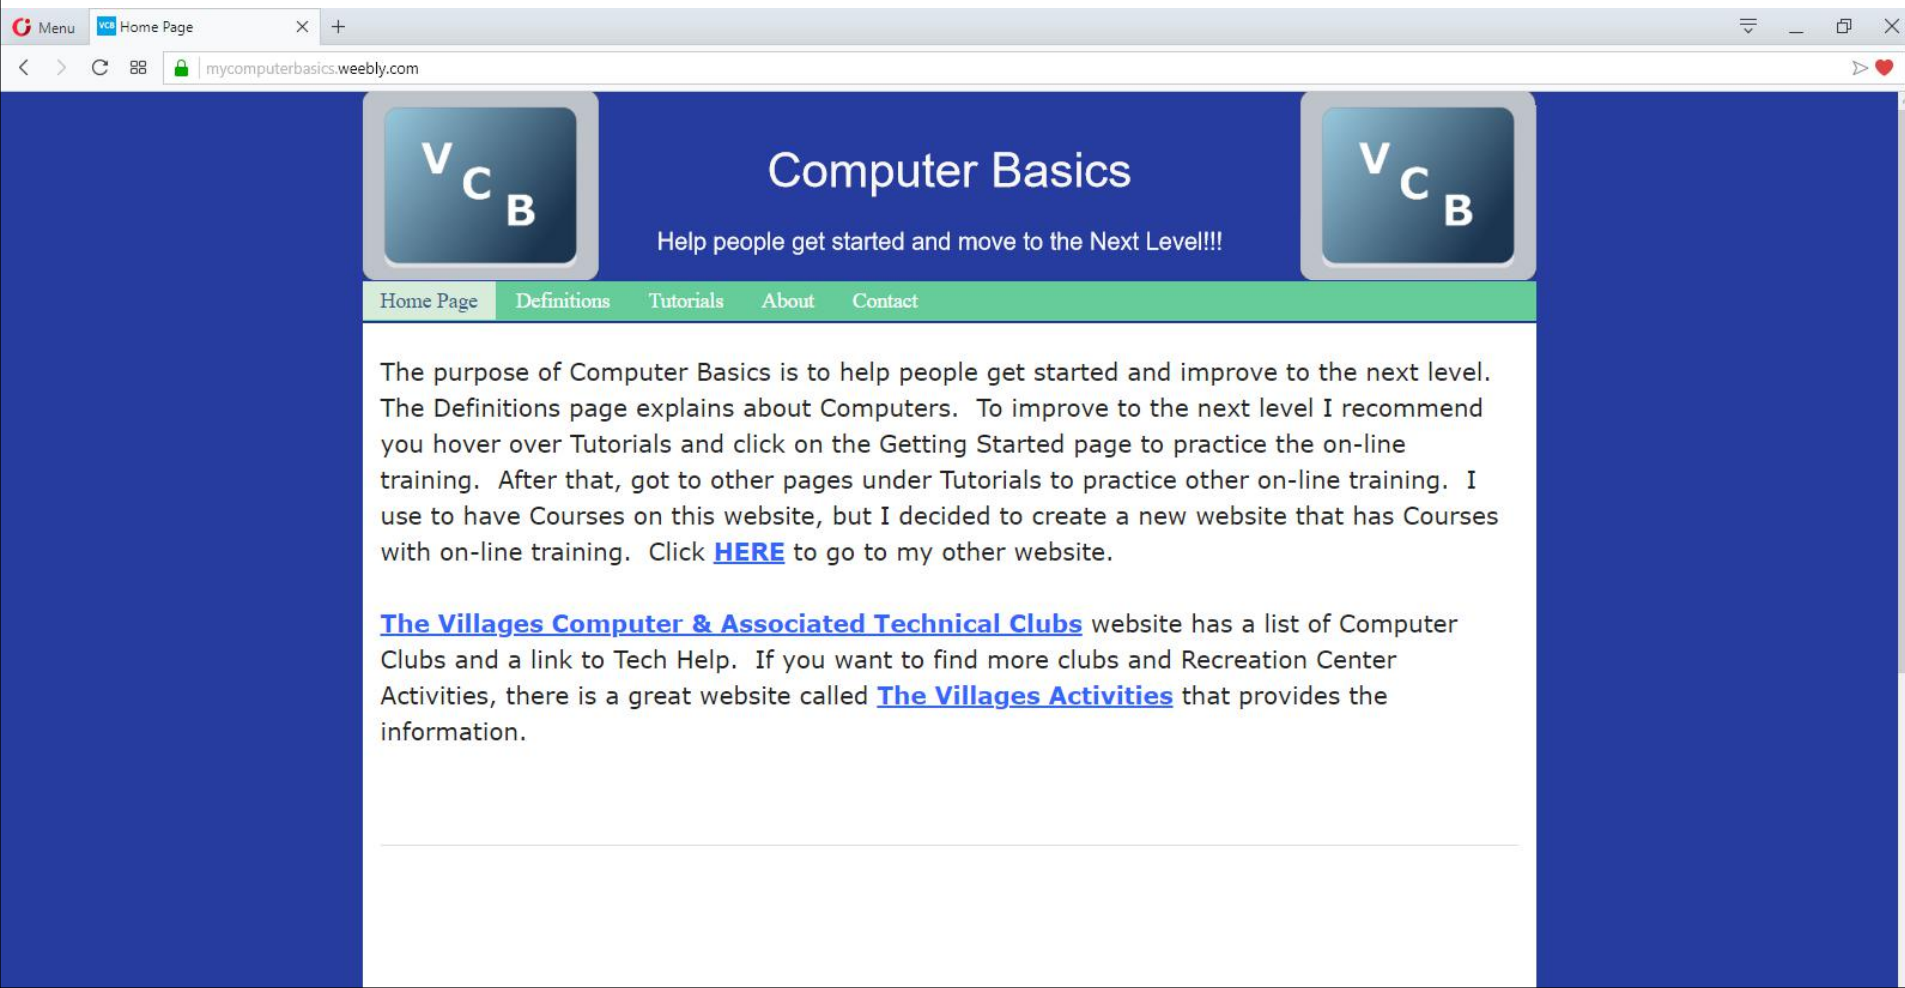 Menu
VCB Home Page
mycomputerbasics.weebly.com
V C B
Computer Basics
Help people get started and move to the Next Level!!!
V C B
Home Page Definitions Tutorials About Contact
The purpose of Computer Basics is to help people get started and improve to the next level.
The Definitions page explains about Computers. To improve to the next level I recommend
you hover over Tutorials and click on the Getting Started page to practice the on-line
training. After that, got to other pages under Tutorials to practice other on-line training. I
use to have Courses on this website, but I decided to create a new website that has Courses
with on-line training. Click HERE to go to my other website.
The Villages Computer & Associated Technical Clubs website has a list of Computer
Clubs and a link to Tech Help. If you want to find more clubs and Recreation Center
Activities, there is a great website called The Villages Activities that provides the
information.